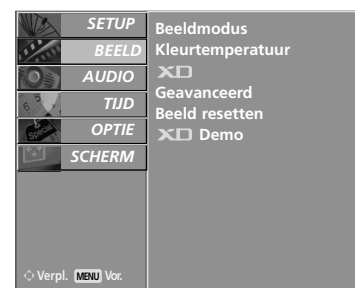 SETUP
BEELD
AUDIO
TIJD
OPTIE
SCHERM
Verpl. MENU Vor.
Beeldmodus
Kleurtemperatuur
XD
Geavanceerd
Beeld resetten
XD Demo